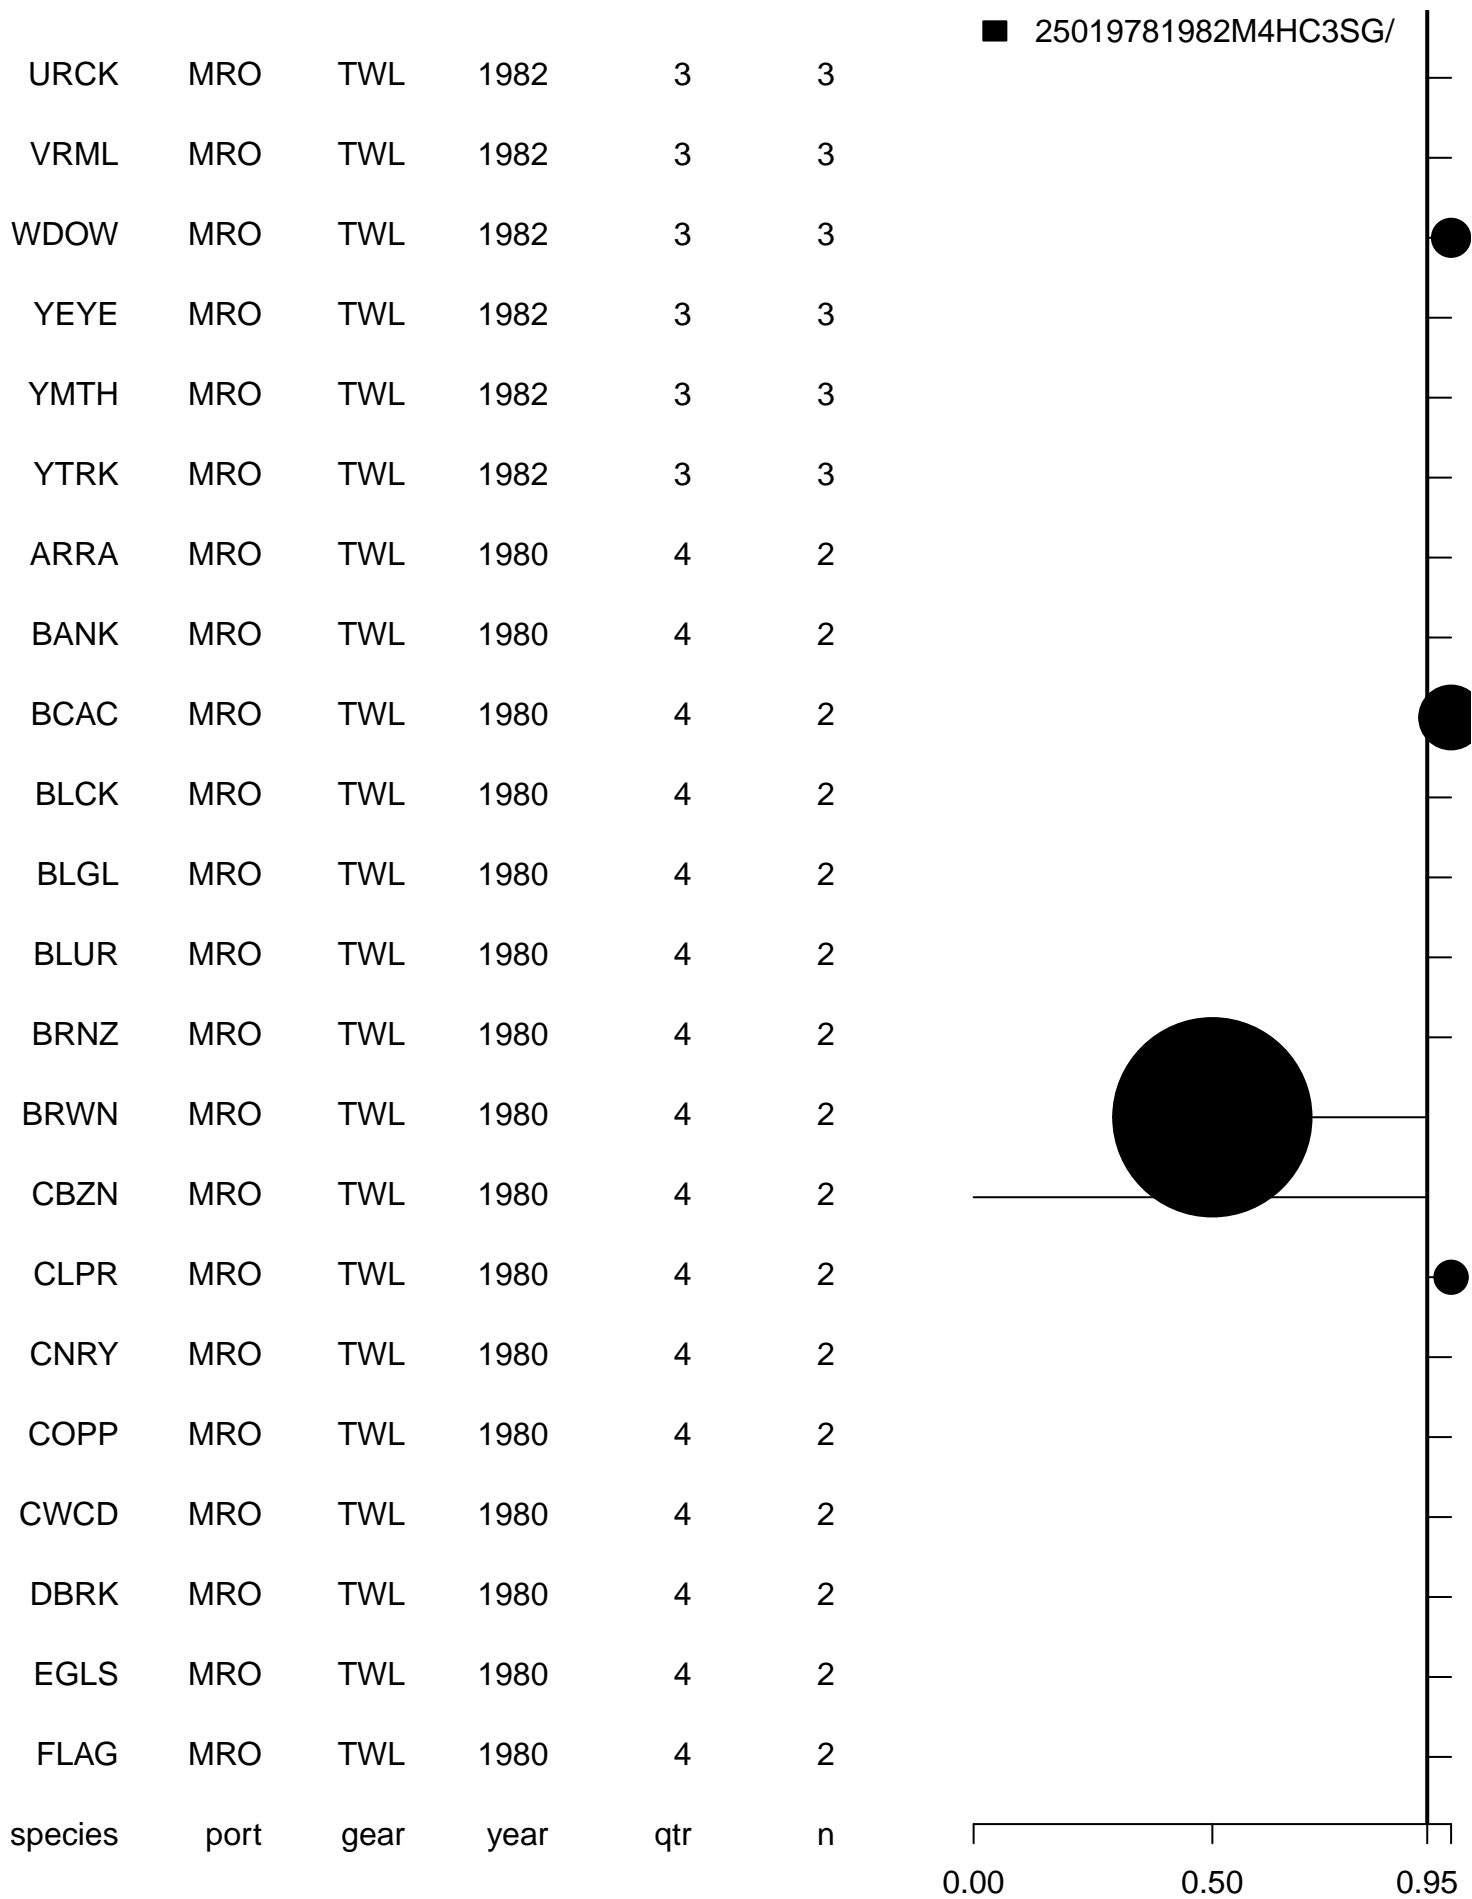 25019781982M4HC3SG/
URCK MRO TWL 1982 3 3
VRML MRO TWL 1982 3 3
WDOW MRO TWL 1982 3 3
YEYE MRO TWL 1982 3 3
YMTH MRO TWL 1982 3 3
YTRK MRO TWL 1982 3 3
ARRA MRO TWL 1980 4 2
BANK MRO TWL 1980 4 2
BCAC MRO TWL 1980 4 2
BLCK MRO TWL 1980 4 2
BLGL MRO TWL 1980 4 2
BLUR MRO TWL 1980 4 2
BRNZ MRO TWL 1980 4 2
BRWN MRO TWL 1980 4 2
CBZN MRO TWL 1980 4 2
CLPR MRO TWL 1980 4 2
CNRY MRO TWL 1980 4 2
COPP MRO TWL 1980 4 2
CWCD MRO TWL 1980 4 2
DBRK MRO TWL 1980 4 2
EGLS MRO TWL 1980 4 2
FLAG MRO TWL 1980 4 2
species port gear year qtr n
0.00 0.50 0.95